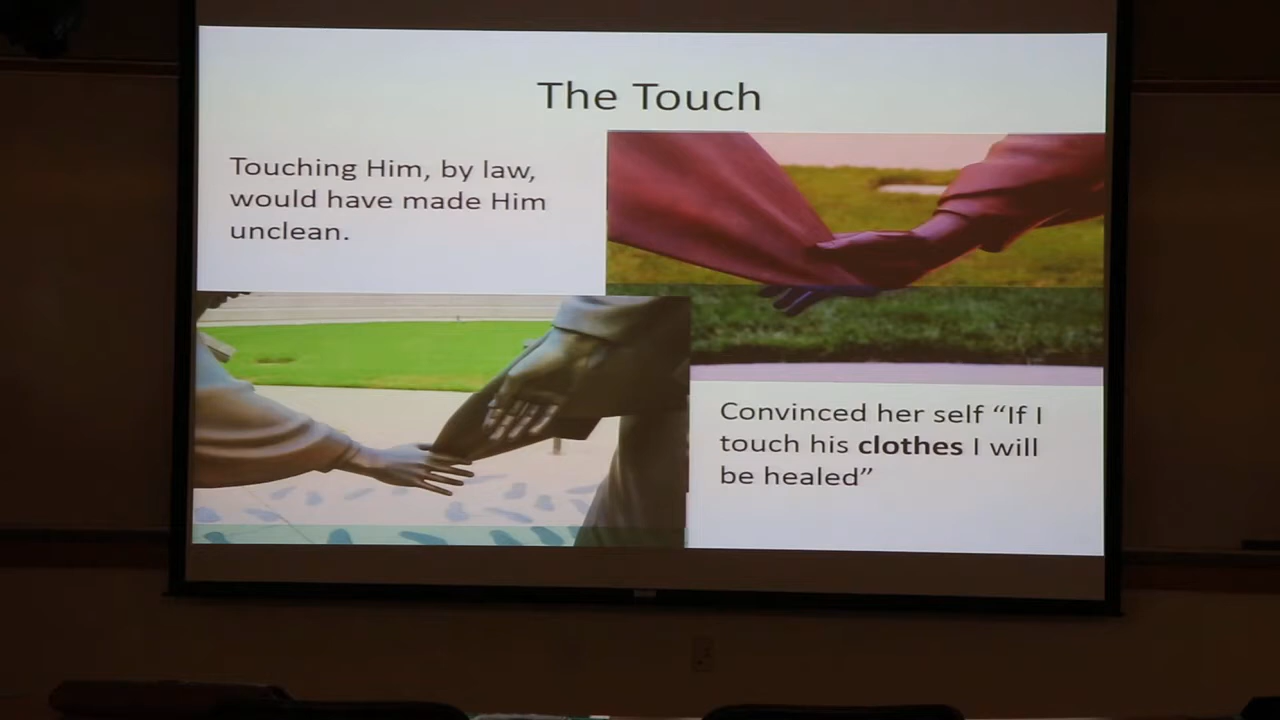 The Touch
Touching Him, by law,
would have made Him
unclean.
Convinced her self “If I
touch his clothes I will
be healed”